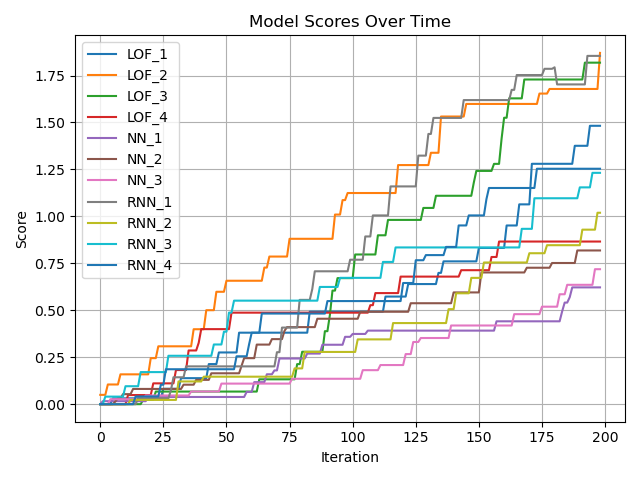 Model Scores Over Time
LOF_1
LOF_2
LOF_3
LOF_4
NN_1
NN_2
NN_3
RNN_1
RNN_2
RNN_3
RNN_4
Score
1.75
1.50
1.25
1.00
0.75
0.50
0.25
0.00
0 25 50 75 100 125 150 175 200
Iteration